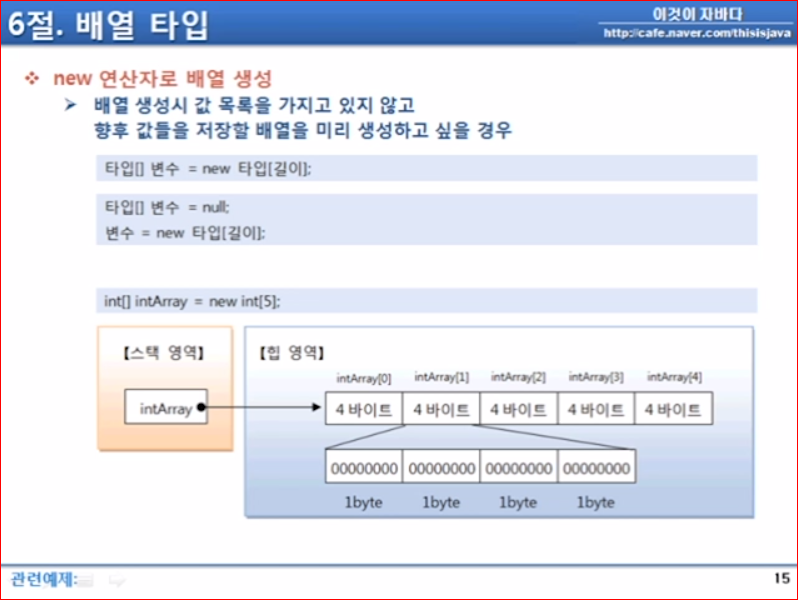 6절. 배열 타입
이것이 자바다
http://cafe.naver.com/thisisjava
❖ new 연산자로 배열 생성
➢ 배열 생성시 값 목록을 가지고 있지 않고
향후 값들을 저장할 배열을 미리 생성하고 싶을 경우
타입[] 변수 = new 타입[길이];
타입[] 변수 = null;
변수 = new 타입[길이];
int[] intArray = new int[5];
【스택 영역】
【힙 영역】
intArray[0] intArray[1] intArray[2] intArray[3] intArray[4]
intArray
4 바이트 4 바이트 4 바이트 4 바이트 4 바이트
00000000 00000000 00000000 00000000
1byte 1byte 1byte 1byte
관련예제:
15